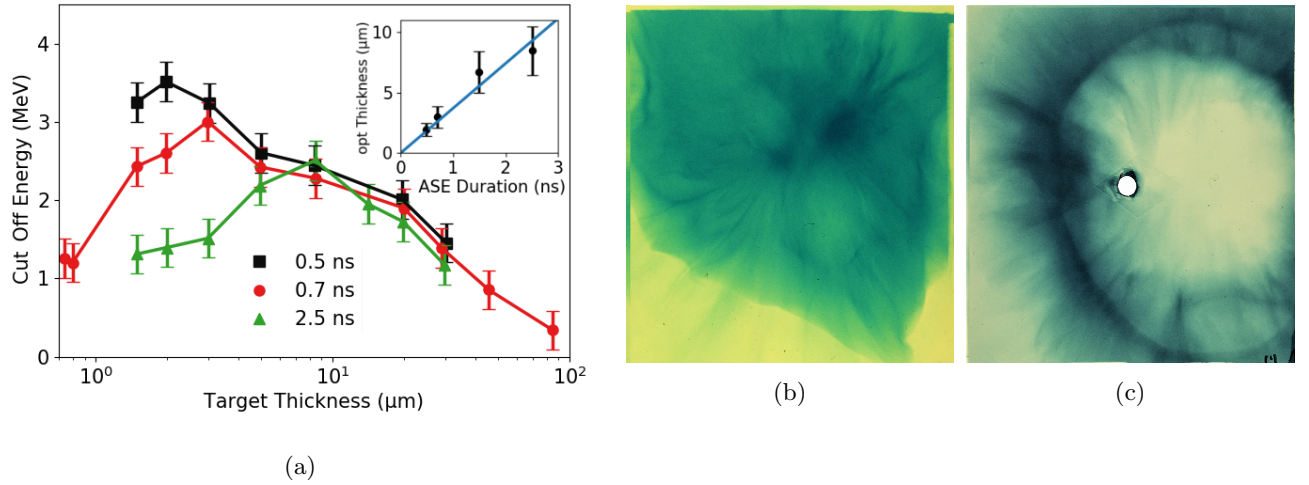 4
3
2
1
0
10⁰
10¹
10²
Cut Off Energy (MeV)
Target Thickness (μm)
0.5 ns
0.7 ns
2.5 ns
10
5
0
0
1
2
3
opt Thickness (μm)
ASE Duration (ns)
(a)
(b)
(c)